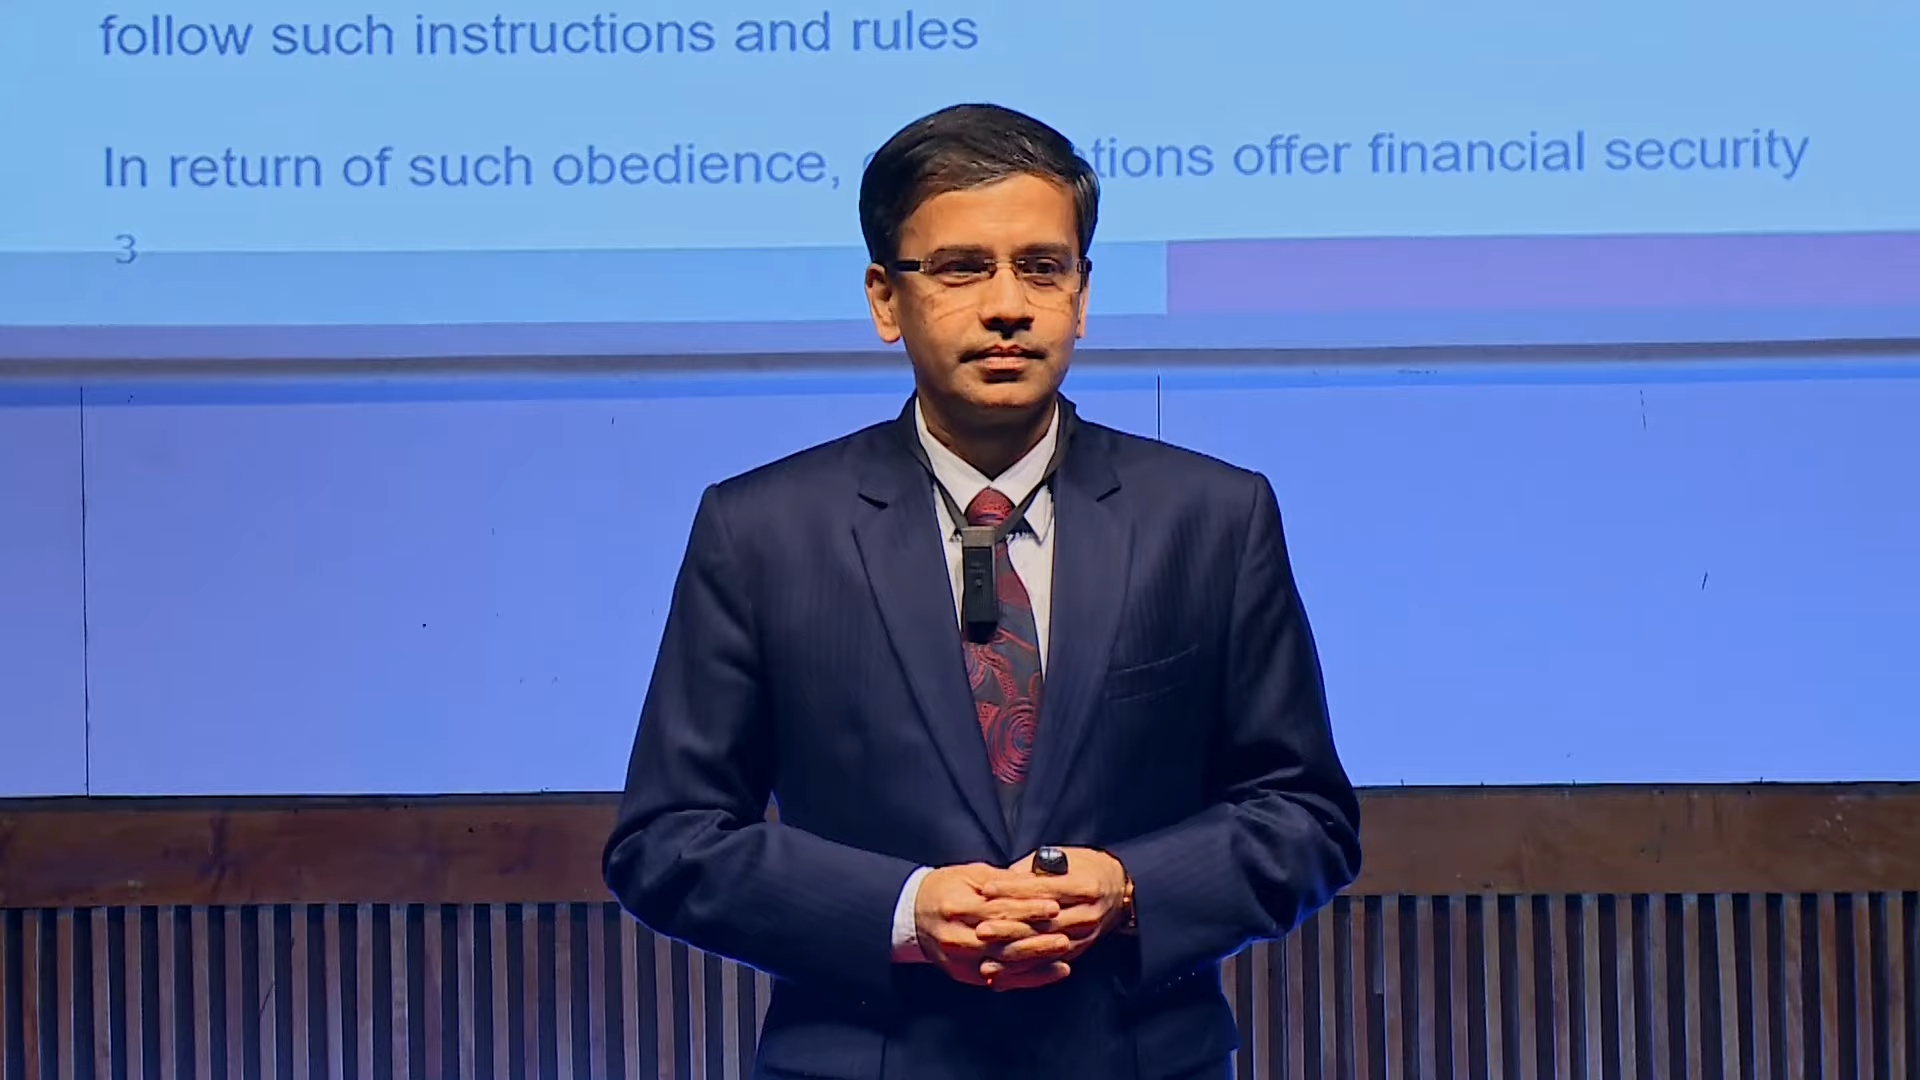 follow such instructions and rules
In return of such obedience, tions offer financial security
3